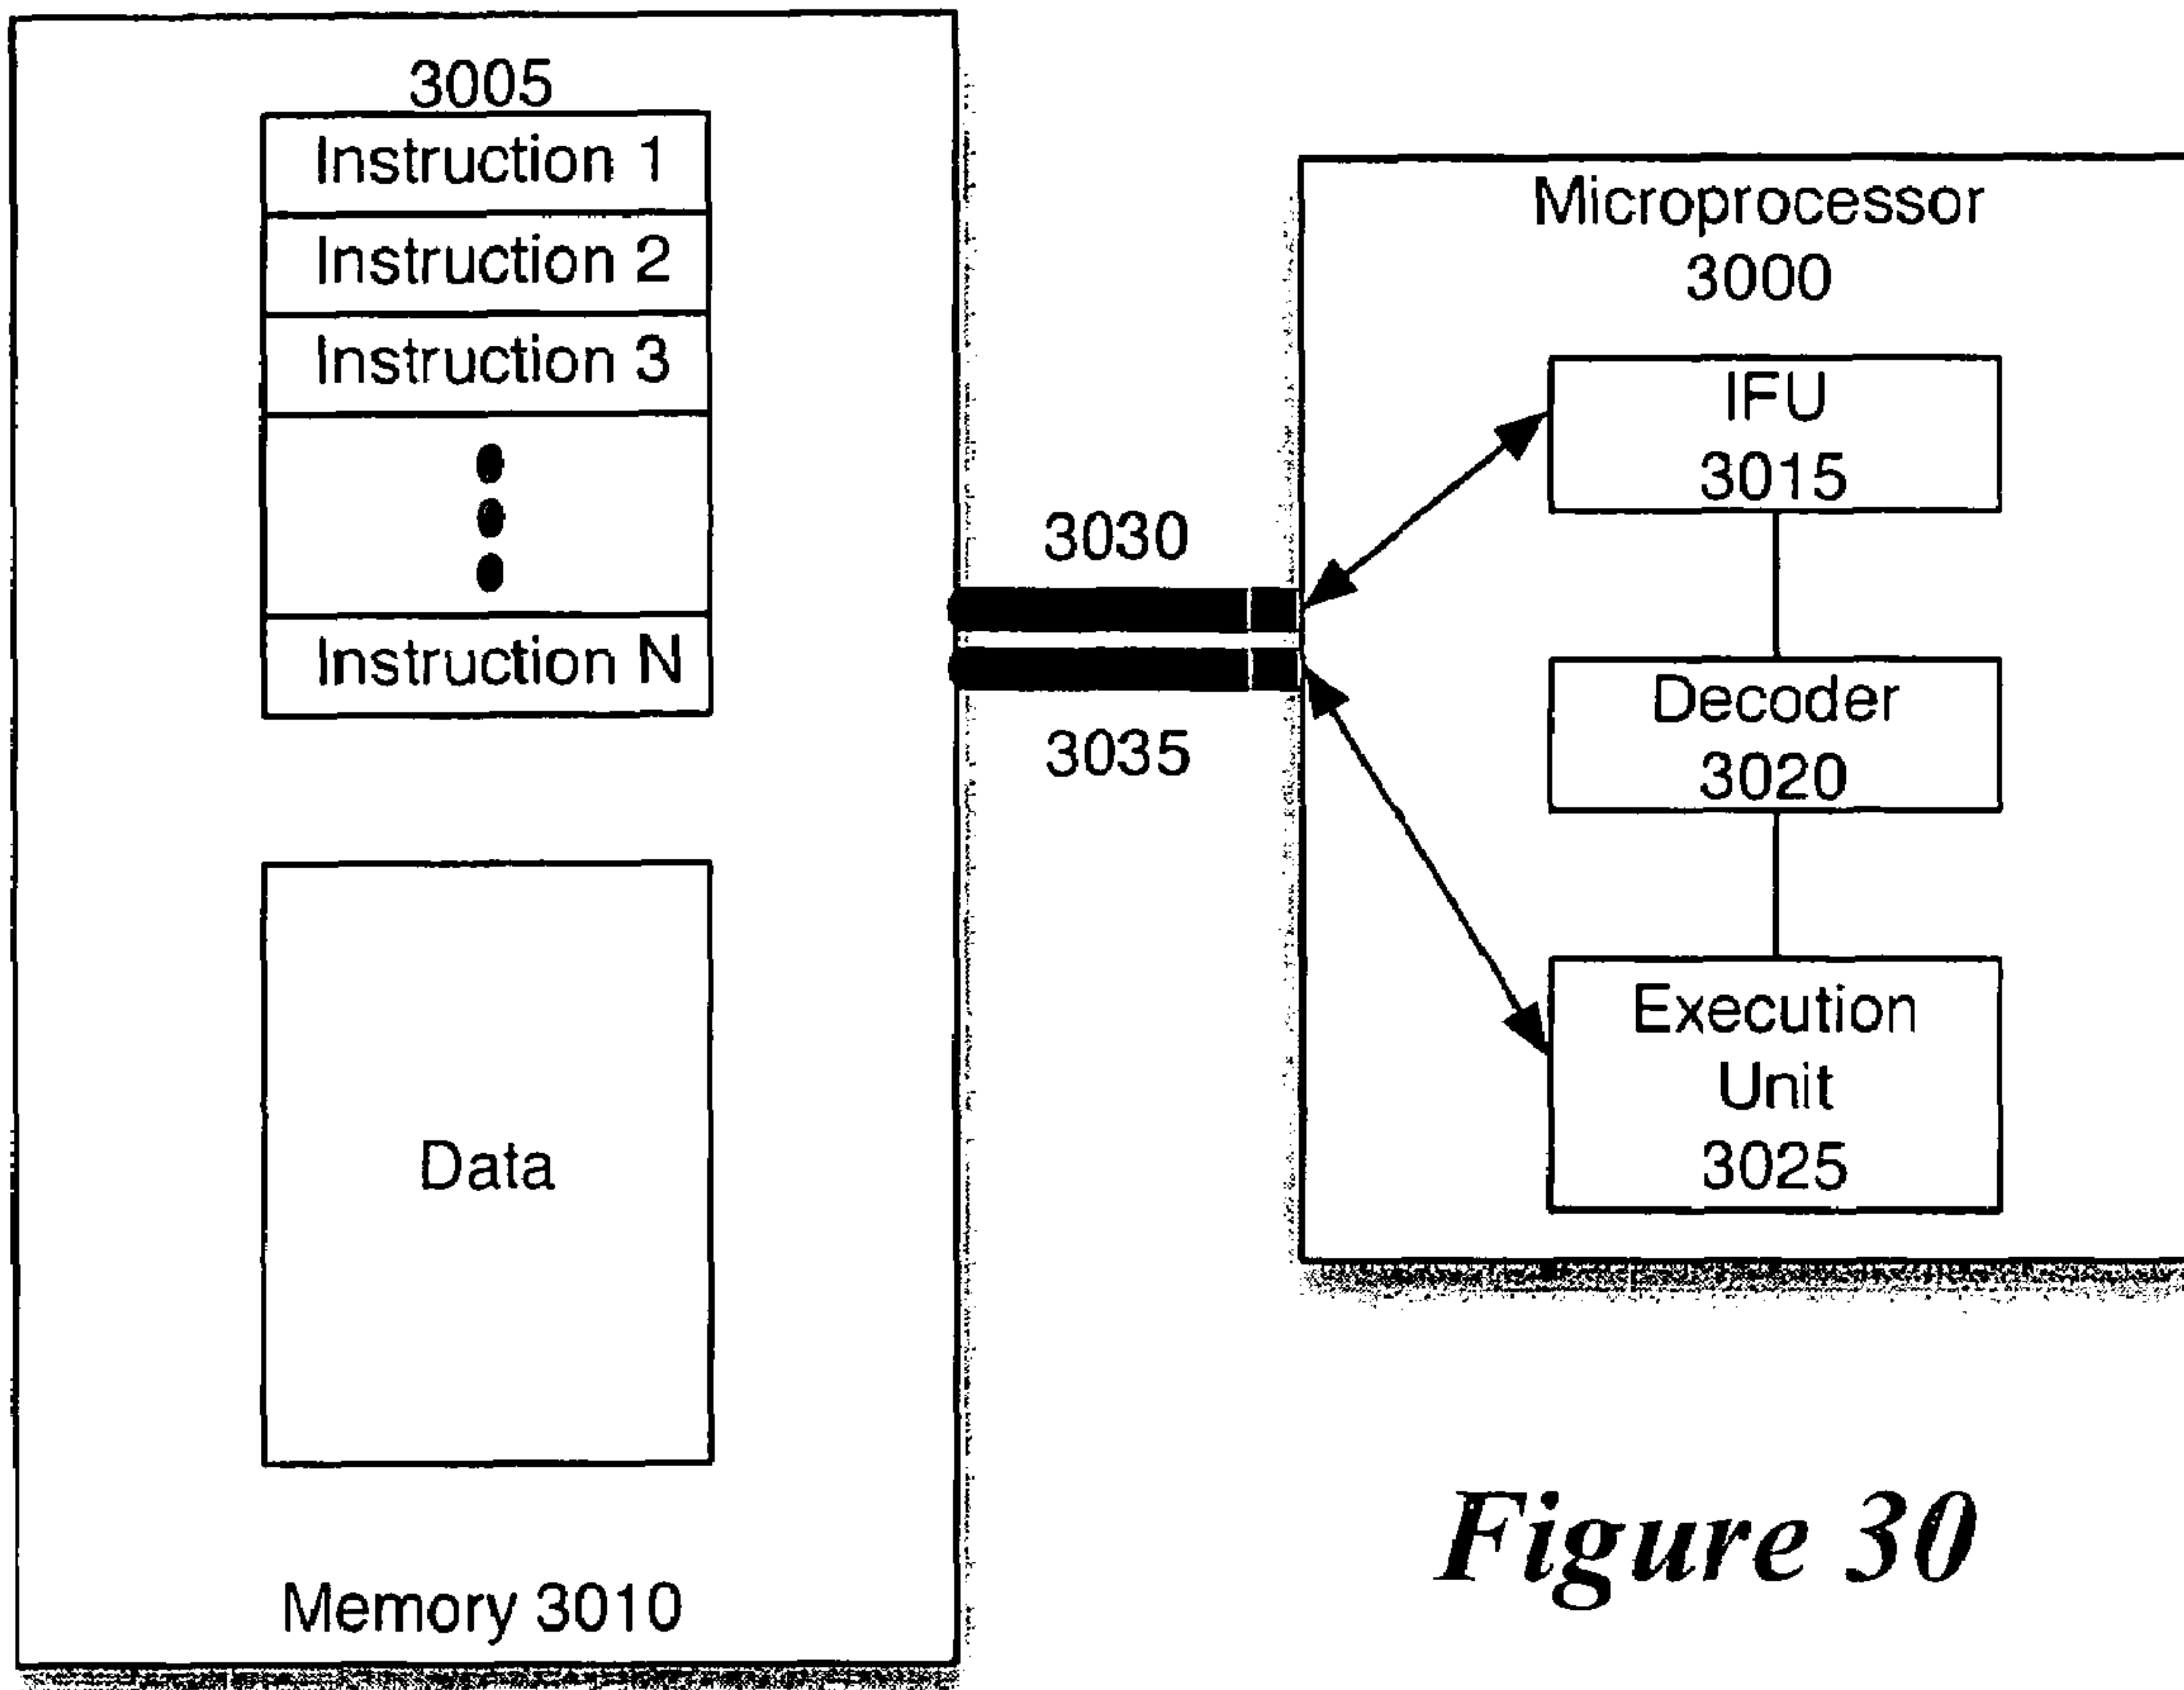 3005
Instruction 1
Instruction 2
Instruction 3
Instruction N
Data
Memory 3010
3030
3035
Microprocessor
3000
IFU
3015
Decoder
3020
Execution
Unit
3025
Figure 30